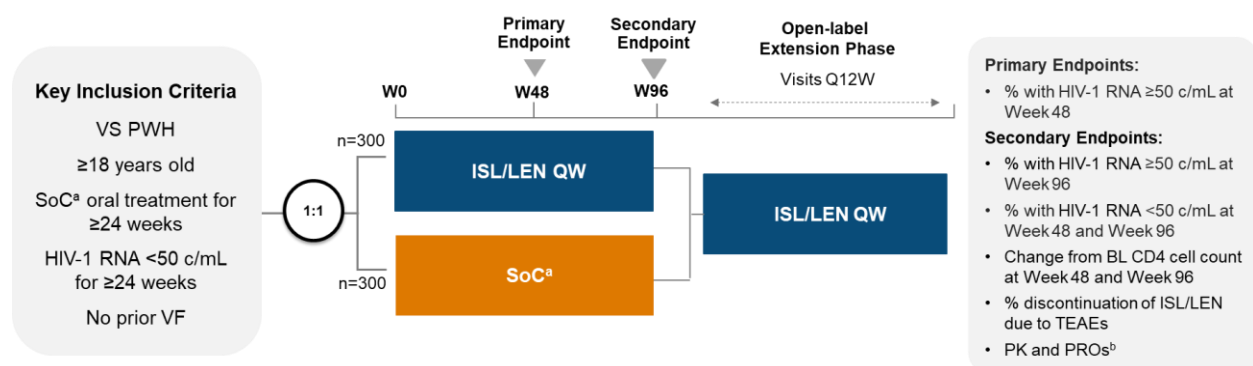 Key Inclusion Criteria
VS PWH
≥18 years old
SoCᵃ oral treatment for
≥24 weeks
HIV-1 RNA <50 c/mL
for ≥24 weeks
No prior VF
1:1
n=300
n=300
Primary
Endpoint
Secondary
Endpoint
Open-label
Extension Phase
Visits Q12W
W0
W48
W96
ISL/LEN QW
SoCᵃ
ISL/LEN QW
Primary Endpoints:
• % with HIV-1 RNA ≥50 c/mL at
Week 48
Secondary Endpoints:
• % with HIV-1 RNA ≥50 c/mL at
Week 96
• % with HIV-1 RNA <50 c/mL at
Week 48 and Week 96
• Change from BL CD4 cell count
at Week 48 and Week 96
• % discontinuation of ISL/LEN
due to TEAEs
• PK and PROsᵇ